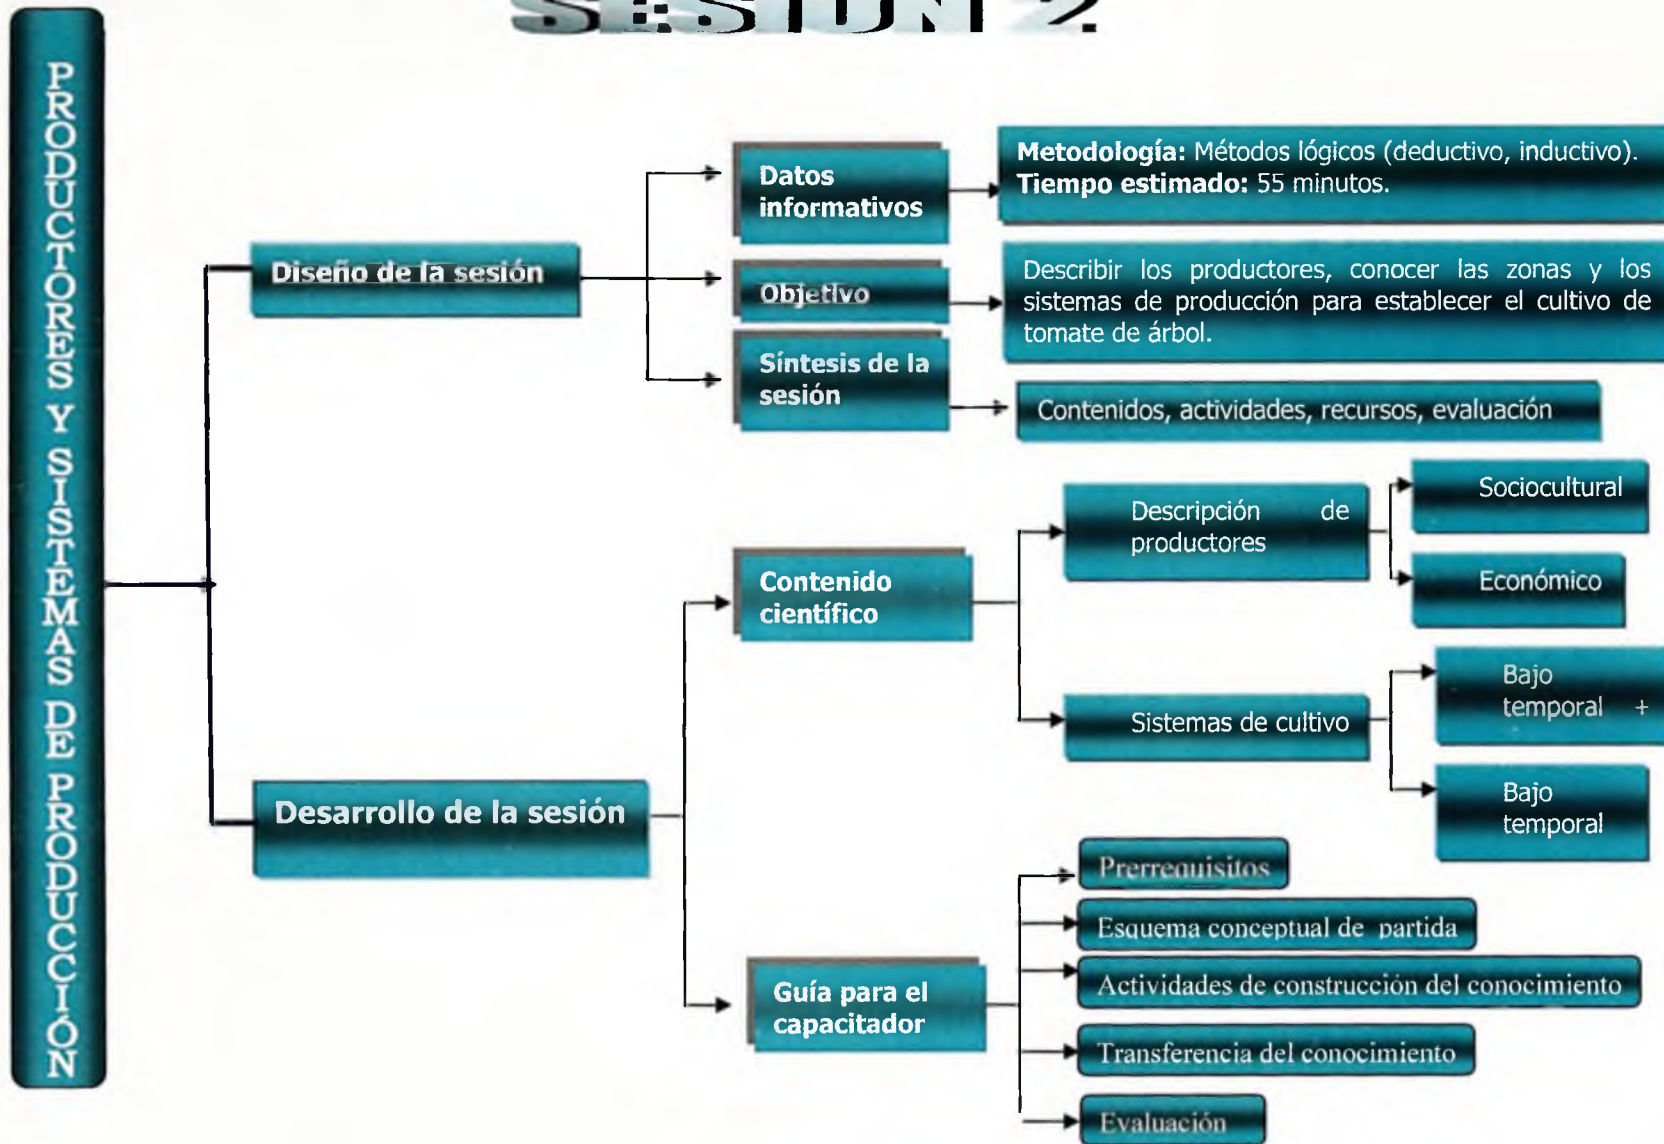 SESIÓN 2
PRODUCTORES Y SISTEMAS DE PRODUCCIÓN
Diseño de la sesión
Datos
informativos
Metodología: Métodos lógicos (deductivo, inductivo).
Tiempo estimado: 55 minutos.
Objetivo
Describir los productores, conocer las zonas y los
sistemas de producción para establecer el cultivo de
tomate de árbol.
Síntesis de la
sesión
Contenidos, actividades, recursos, evaluación
Desarrollo de la sesión
Contenido
científico
Descripción de
productores
Sociocultural
Económico
Sistemas de cultivo
Bajo
temporal +
Bajo
temporal
Guía para el
capacitador
Prerrequisitos
Esquema conceptual de partida
Actividades de construcción del conocimiento
Transferencia del conocimiento
Evaluación